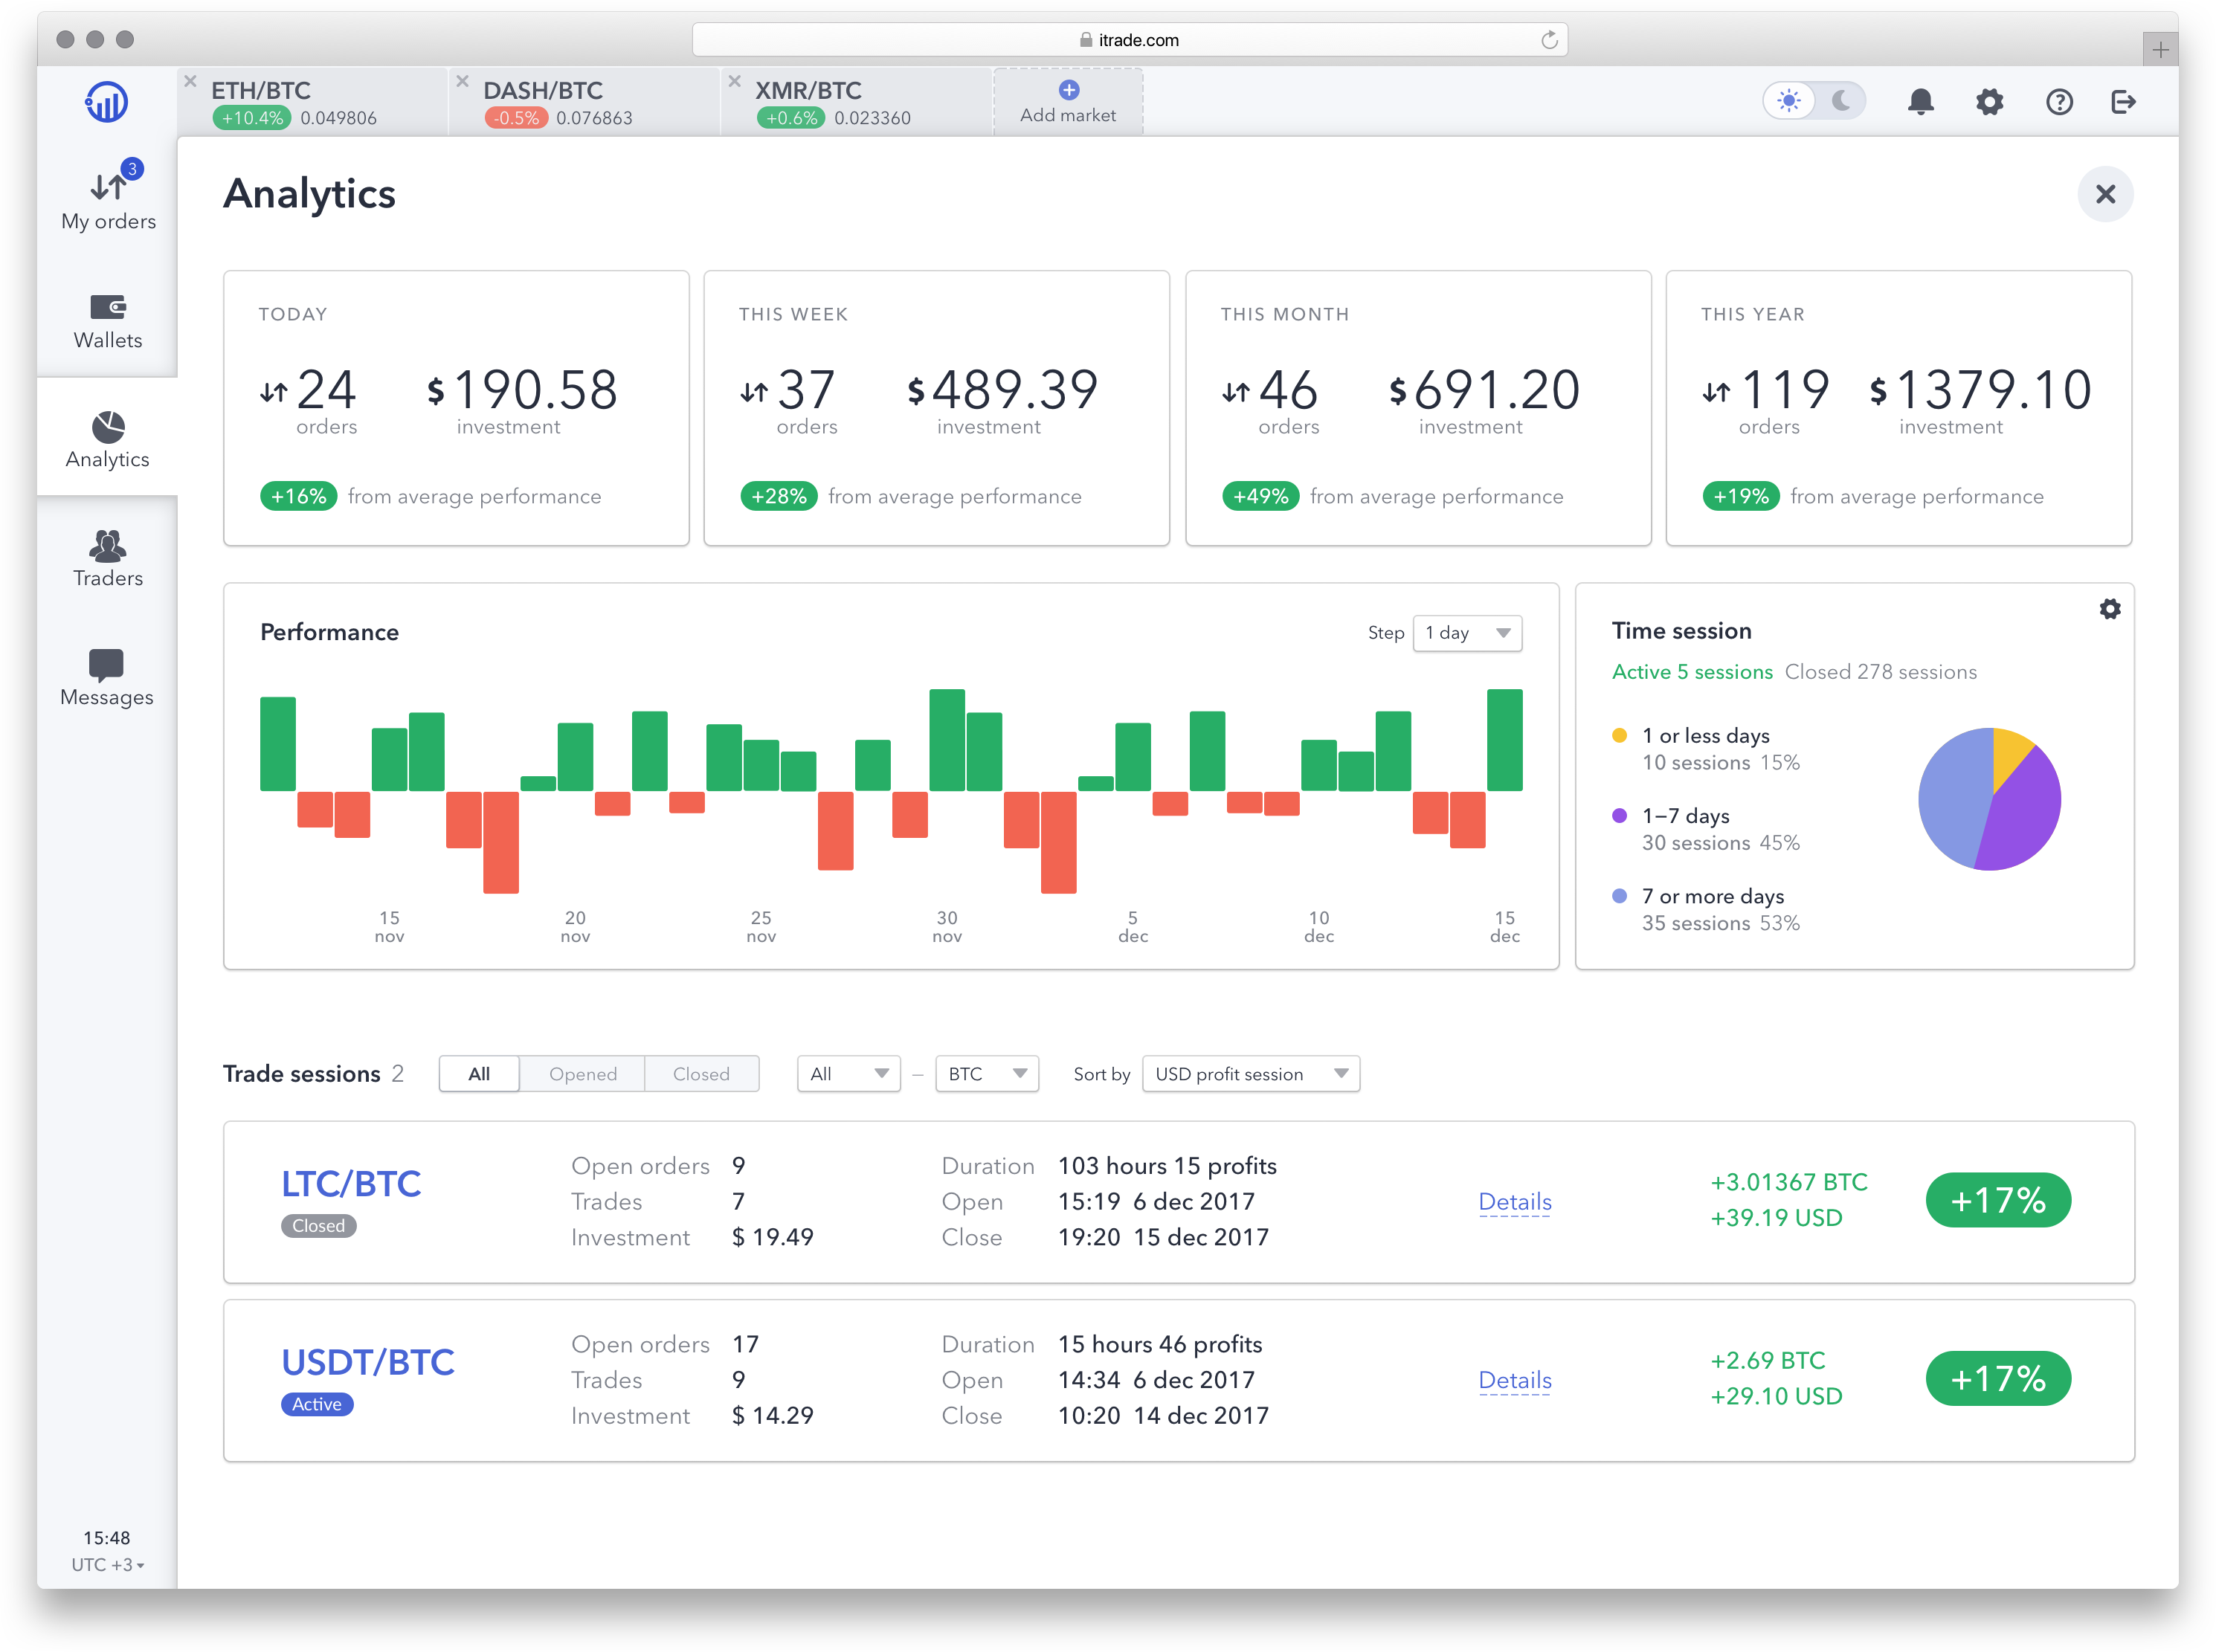 itrade.com
ETH/BTC
+10.4% 0.049806
DASH/BTC
-0.5% 0.076863
XMR/BTC
+0.6% 0.023360
Add market
3
My orders
Wallets
Analytics
Traders
Messages
15:48
UTC +3
Analytics
TODAY
24 $190.58
orders investment
+16% from average performance
THIS WEEK
37 $489.39
orders investment
+28% from average performance
THIS MONTH
46 $691.20
orders investment
+49% from average performance
THIS YEAR
119 $1379.10
orders investment
+19% from average performance
Performance
Step 1 day
15 20 25 30 5 10 15
nov nov nov nov dec dec dec
Time session
Active 5 sessions Closed 278 sessions
1 or less days
10 sessions 15%
1–7 days
30 sessions 45%
7 or more days
35 sessions 53%
Trade sessions 2 All Opened Closed All – BTC Sort by USD profit session
LTC/BTC
Closed
Open orders 9
Trades 7
Investment $ 19.49
Duration 103 hours 15 profits
Open 15:19 6 dec 2017
Close 19:20 15 dec 2017
Details
+3.01367 BTC
+39.19 USD
+17%
USDT/BTC
Active
Open orders 17
Trades 9
Investment $ 14.29
Duration 15 hours 46 profits
Open 14:34 6 dec 2017
Close 10:20 14 dec 2017
Details
+2.69 BTC
+29.10 USD
+17%